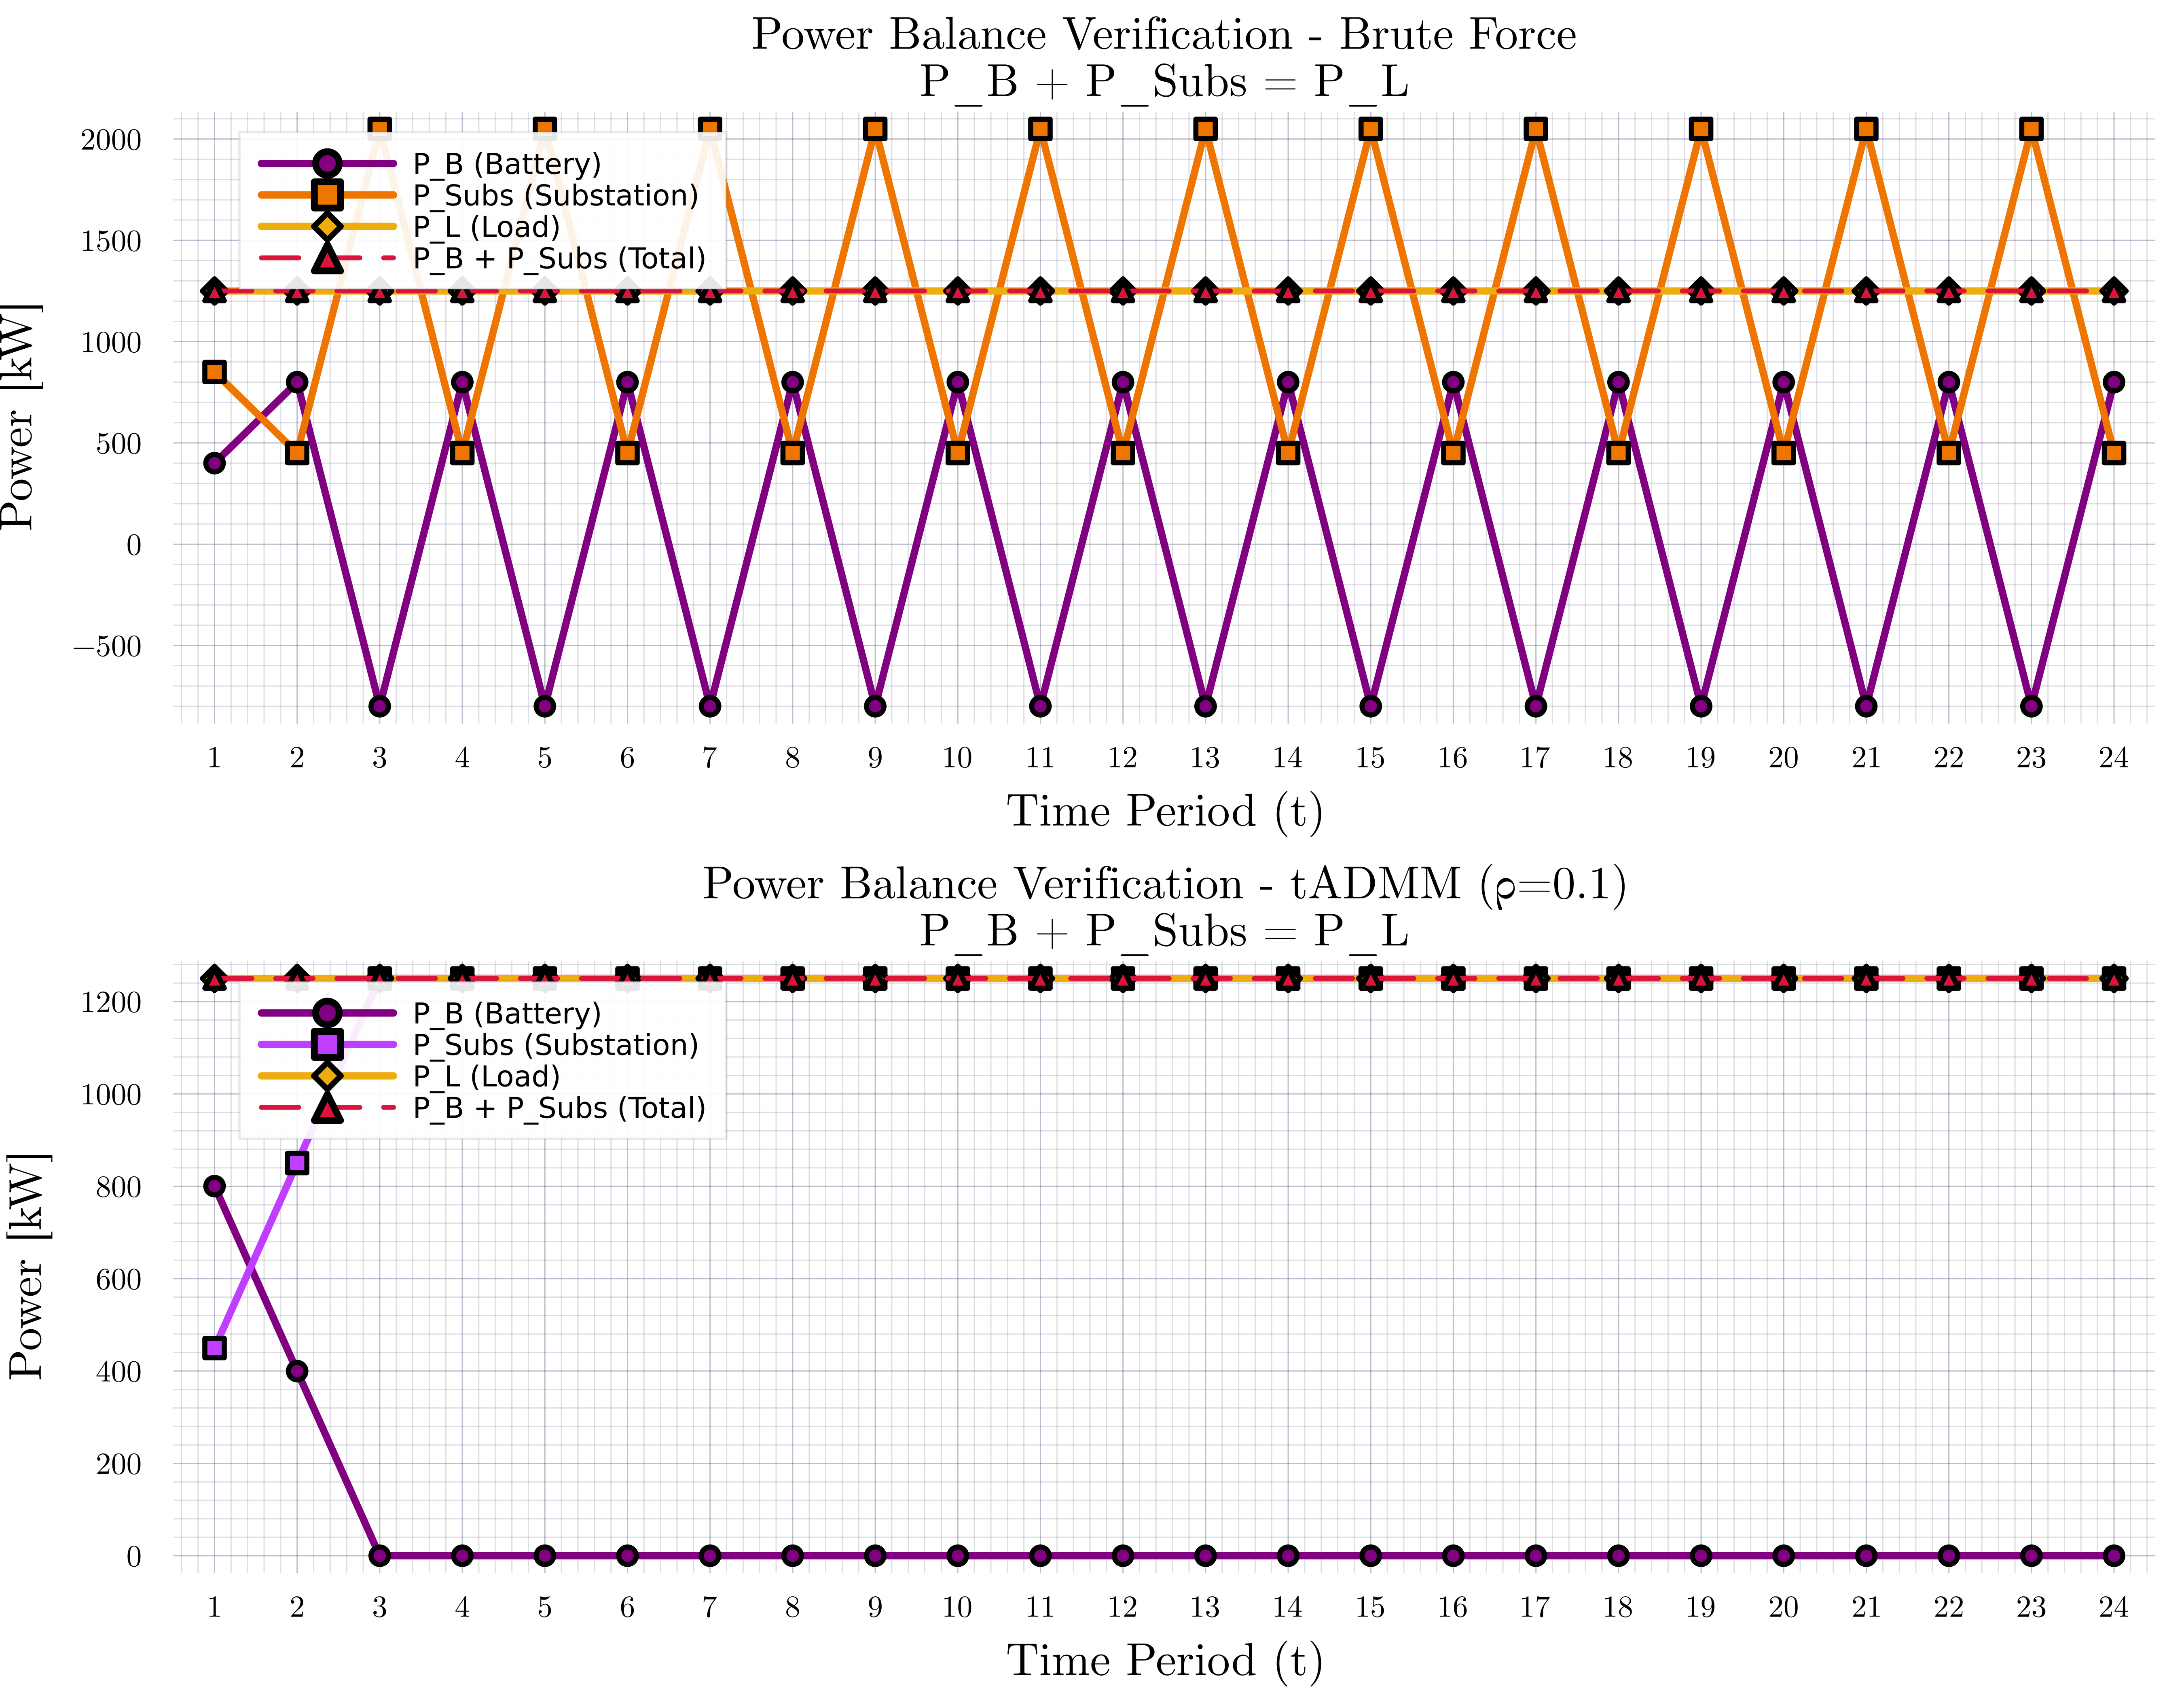 Power Balance Verification - Brute Force
P_B + P_Subs = P_L
Power [kW]
2000
1500
1000
500
0
−500
P_B (Battery)
P_Subs (Substation)
P_L (Load)
P_B + P_Subs (Total)
1 2 3 4 5 6 7 8 9 10 11 12 13 14 15 16 17 18 19 20 21 22 23 24
Time Period (t)
Power Balance Verification - tADMM (ρ=0.1)
P_B + P_Subs = P_L
Power [kW]
1200
1000
800
600
400
200
0
P_B (Battery)
P_Subs (Substation)
P_L (Load)
P_B + P_Subs (Total)
1 2 3 4 5 6 7 8 9 10 11 12 13 14 15 16 17 18 19 20 21 22 23 24
Time Period (t)